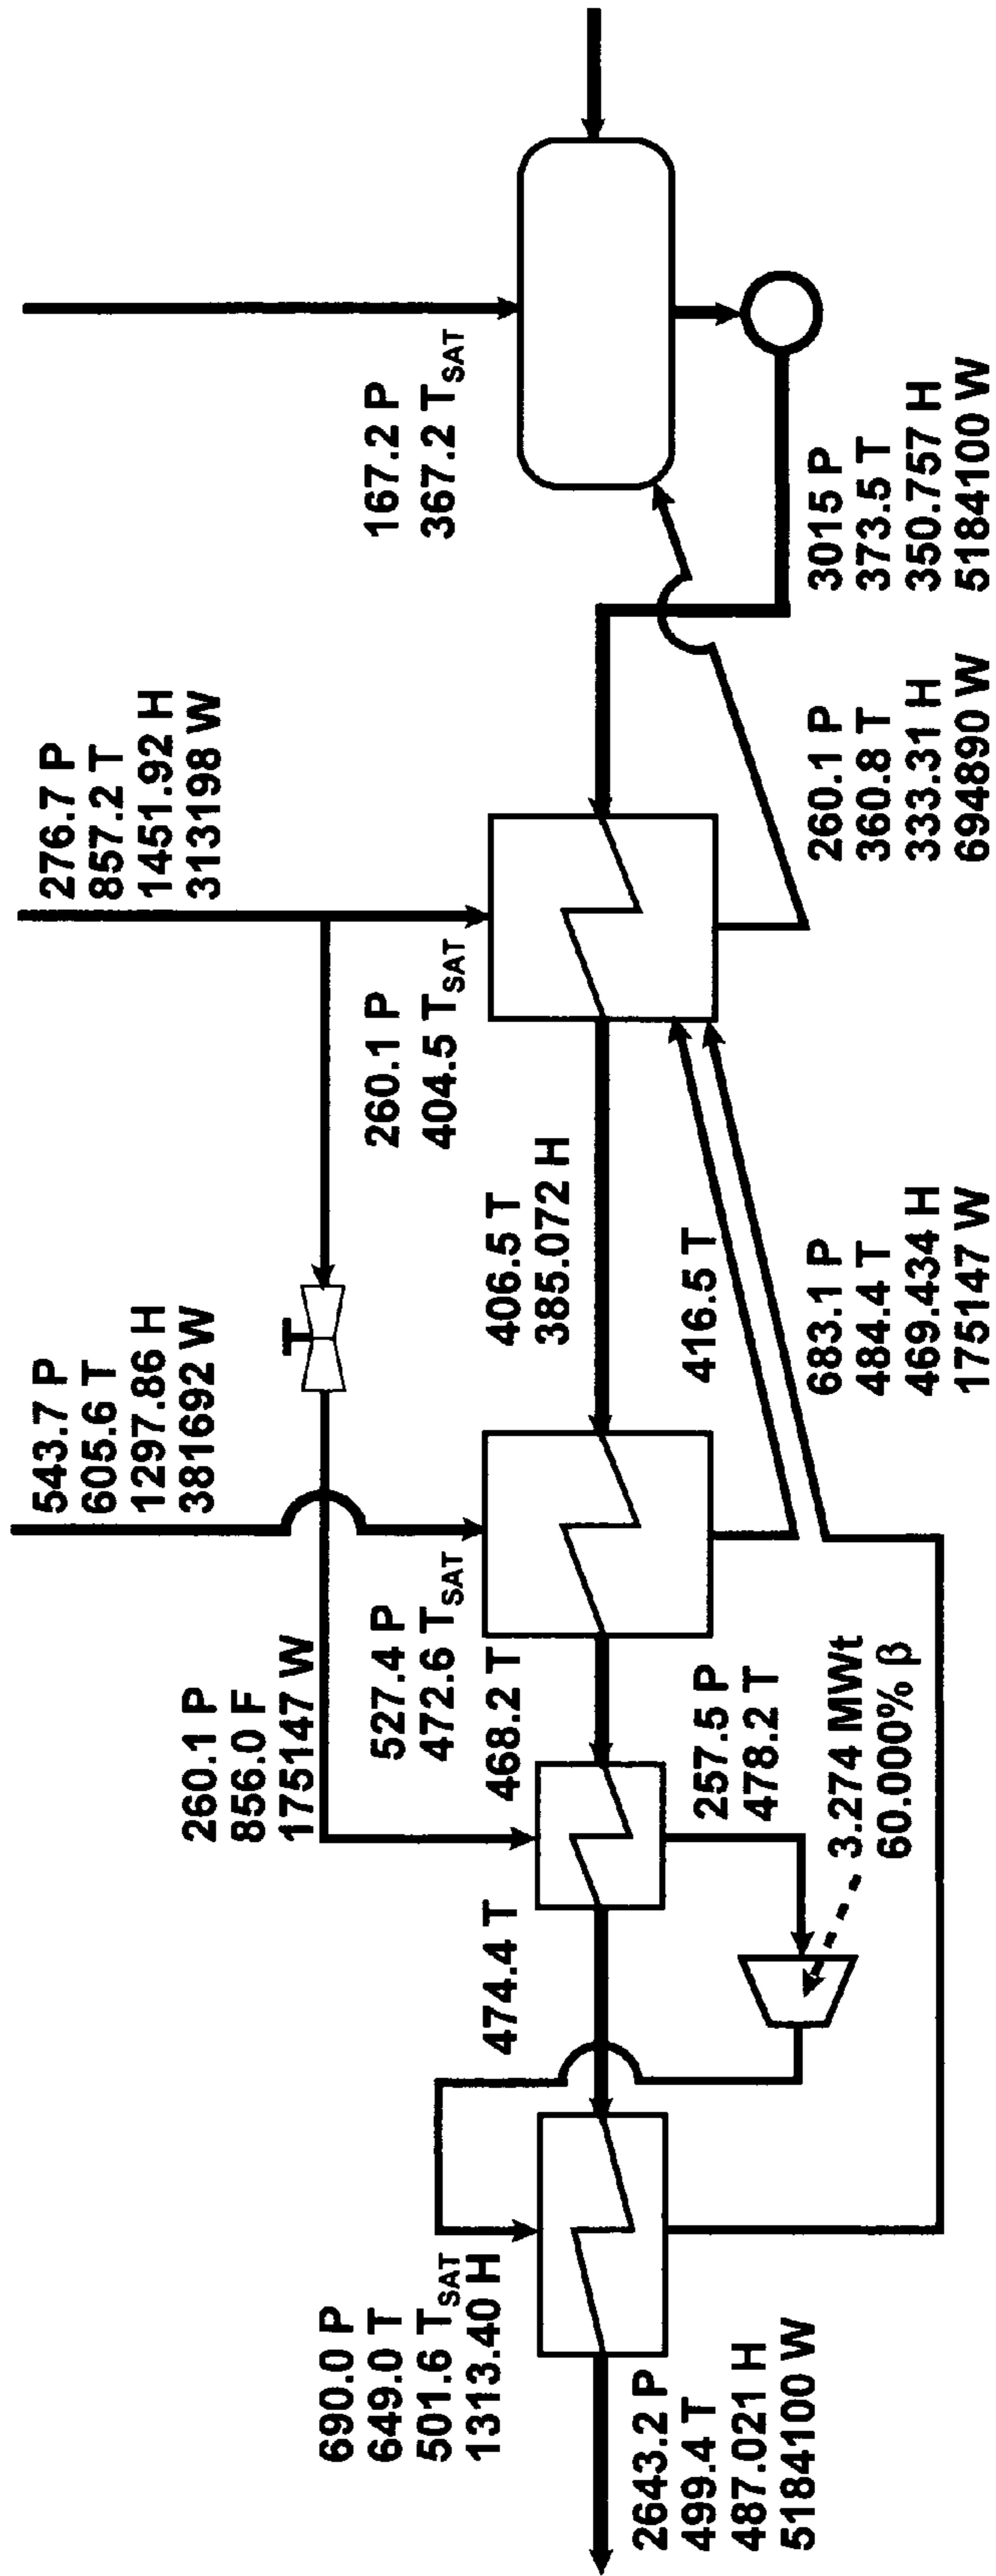 543.7 P
605.6 T
1297.86 H
381692 W
276.7 P
857.2 T
1451.92 H
313198 W
260.1 P
856.0 F
175147 W
690.0 P
649.0 T
501.6 TSAT
1313.40 H
527.4 P
472.6 TSAT
260.1 P
404.5 TSAT
167.2 P
367.2 TSAT
474.4 T
468.2 T
406.5 T
385.072 H
2643.2 P
499.4 T
487.021 H
5184100 W
257.5 P
478.2 T
3.274 MWt
60.000% β
416.5 T
683.1 P
484.4 T
469.434 H
175147 W
260.1 P
360.8 T
333.31 H
694890 W
3015 P
373.5 T
350.757 H
5184100 W